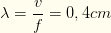 λ = v/f = 0,4cm